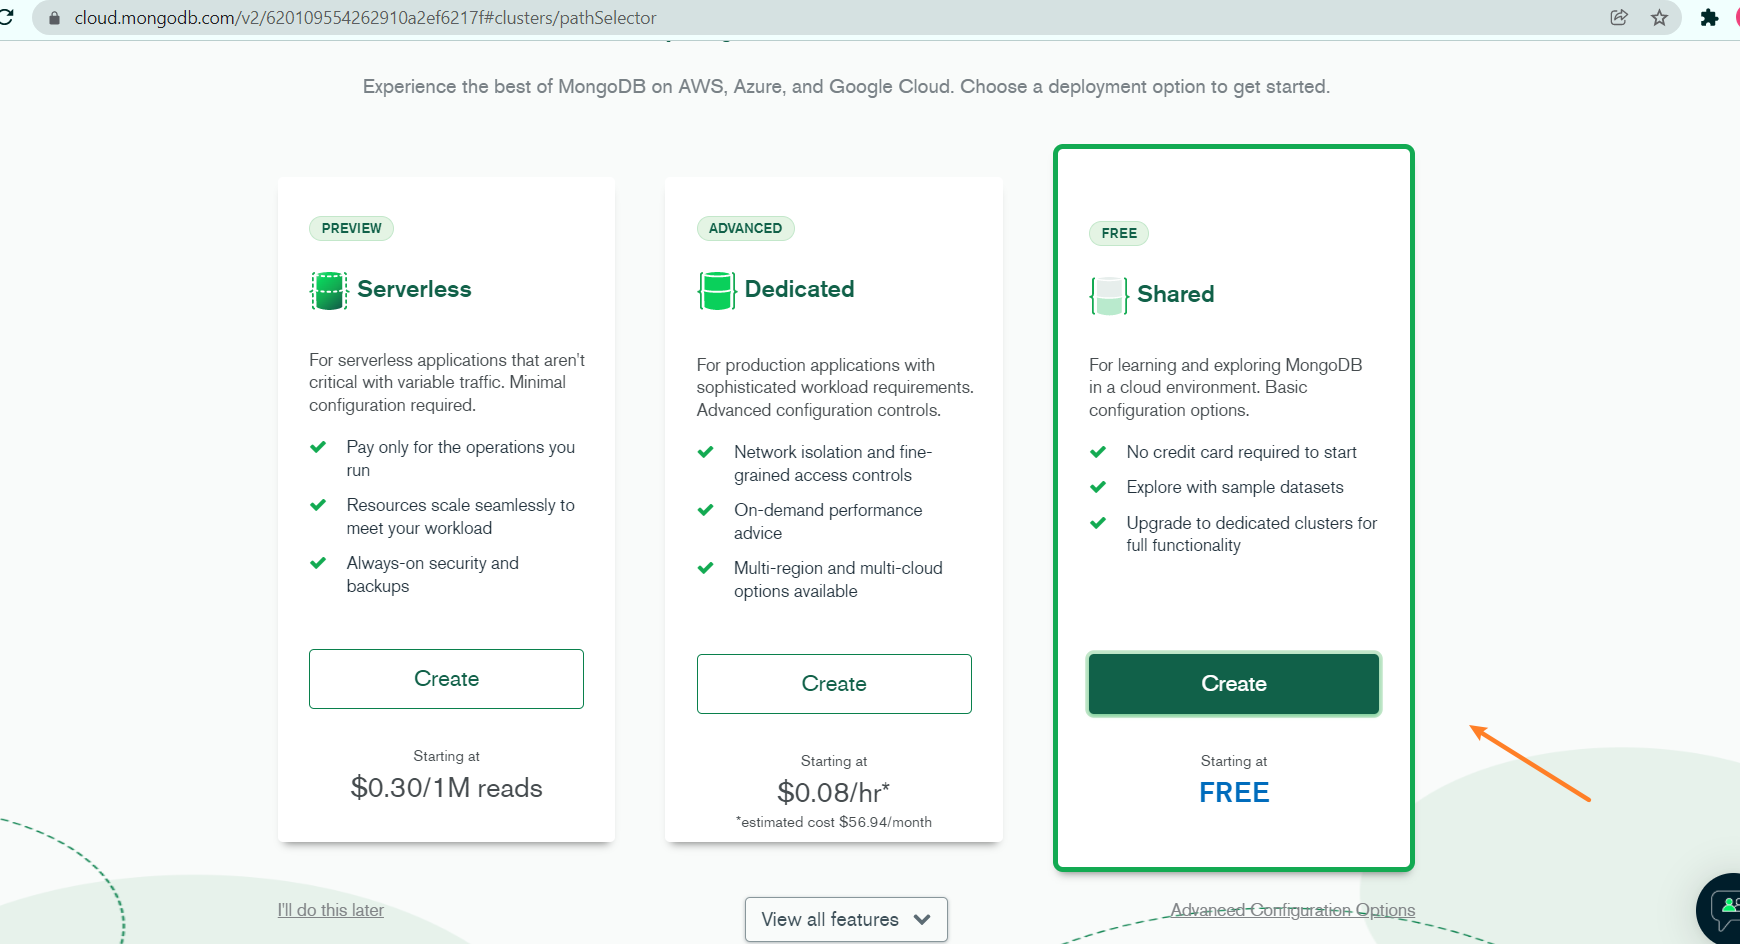 cloud.mongodb.com/v2/620109554262910a2ef6217f#clusters/pathSelector
Experience the best of MongoDB on AWS, Azure, and Google Cloud. Choose a deployment option to get started.
PREVIEW
Serverless
For serverless applications that aren't
critical with variable traffic. Minimal
configuration required.
Pay only for the operations you
run
Resources scale seamlessly to
meet your workload
Always-on security and
backups
Create
Starting at
$0.30/1M reads
ADVANCED
Dedicated
For production applications with
sophisticated workload requirements.
Advanced configuration controls.
Network isolation and fine-
grained access controls
On-demand performance
advice
Multi-region and multi-cloud
options available
Create
Starting at
$0.08/hr*
*estimated cost $56.94/month
FREE
Shared
For learning and exploring MongoDB
in a cloud environment. Basic
configuration options.
No credit card required to start
Explore with sample datasets
Upgrade to dedicated clusters for
full functionality
Create
Starting at
FREE
I'll do this later
View all features
Advanced Configuration Options